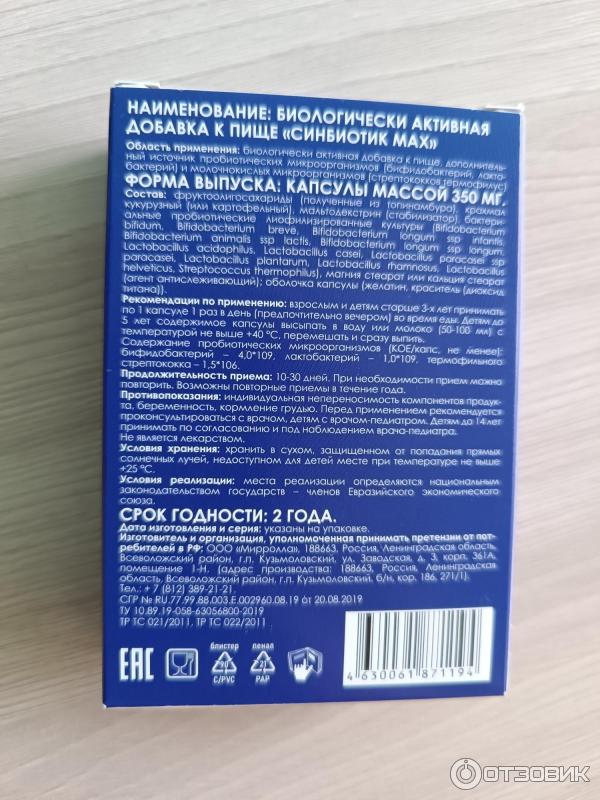 НАИМЕНОВАНИЕ: БИОЛОГИЧЕСКИ АКТИВНАЯ
ДОБАВКА К ПИЩЕ «СИНБИОТИК МАХ»
Область применения: биологически активная добавка к пище, дополнитель-
ный источник пробиотических микроорганизмов (бифидобактерий, лакто-
бактерий) и молочнокислых микроорганизмов (стрептококков термофилус)
ФОРМА ВЫПУСКА: КАПСУЛЫ МАССОЙ 350 МГ.
Состав: фруктоолигосахариды (полученные из топинамбура), крахмал
кукурузный (или картофельный), мальтодекстрин (стабилизатор), бактери-
альные пробиотические лиофилизированные культуры (Bifidobacterium
bifidum, Bifidobacterium breve, Bifidobacterium longum ssp infantis,
Bifidobacterium animalis ssp lactis, Bifidobacterium longum ssp longum,
Lactobacillus acidophilus, Lactobacillus casei, Lactobacillus paracasei ssp
paracasei, Lactobacillus plantarum, Lactobacillus rhamnosus, Lactobacillus
helveticus, Streptococcus thermophilus), магния стеарат или кальция стеарат
(агент антислеживающий); оболочка капсулы (желатин, краситель (диоксид
титана)).
Рекомендации по применению: взрослым и детям старше 3-х лет принимать
по 1 капсуле 1 раз в день (предпочтительно вечером) во время еды. Детям до
5 лет содержимое капсулы высыпать в воду или молоко (50-100 мл) с
температурой не выше +40 °С, перемешать и сразу выпить.
Содержание пробиотических микроорганизмов (КОЕ/капс, не менее):
бифидобактерий – 4,0*109, лактобактерий – 1,0*109, термофильного
стрептококка – 1,5*106.
Продолжительность приема: 10-30 дней. При необходимости прием можно
повторить. Возможны повторные приемы в течение года.
Противопоказания: индивидуальная непереносимость компонентов продук-
та, беременность, кормление грудью. Перед применением рекомендуется
проконсультироваться с врачом, детям с врачом-педиатром. Детям до 14 лет
принимать по согласованию и под наблюдением врача-педиатра.
Не является лекарством.
Условия хранения: хранить в сухом, защищенном от попадания прямых
солнечных лучей, недоступном для детей месте при температуре не выше
+25 °С.
Условия реализации: места реализации определяются национальным
законодательством государств – членов Евразийского экономического
союза.
СРОК ГОДНОСТИ: 2 ГОДА.
Дата изготовления и серия: указаны на упаковке.
Изготовитель и организация, уполномоченная принимать претензии от пот-
ребителей в РФ: ООО «Мирролла», 188663, Россия, Ленинградская область,
Всеволожский район, г.п. Кузьмоловский, ул. Заводская, д. 3, корп. 361А,
помещение 1-Н. (адрес производства: 188663, Россия, Ленинградская
область, Всеволожский район, г.п. Кузьмоловский. б/н, кор. 186, 271/1).
Тел.: + 7 (812) 389-21-21.
СГР № RU.77.99.88.003.Е.002960.08.19 от 20.08.2019
ТУ 10.89.19-058-63056800-2019
ТР ТС 021/2011, ТР ТС 022/2011
EAC
блистер
90
C/PVC
пенал
21
PAP
4 630061 871194
ОТЗОВИК